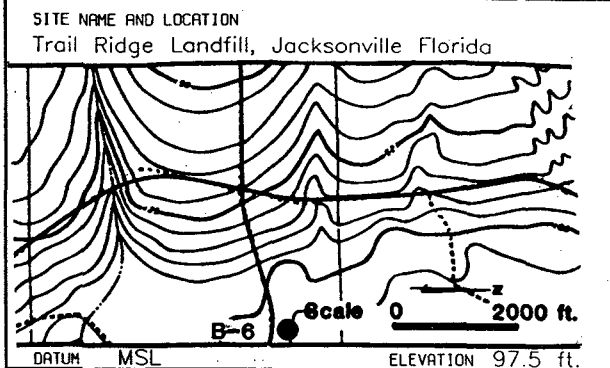 SITE NAME AND LOCATION
Trail Ridge Landfill, Jacksonville Florida
B-6
Scale
0 2000 ft.
z
DATUM MSL
ELEVATION 97.5 ft.